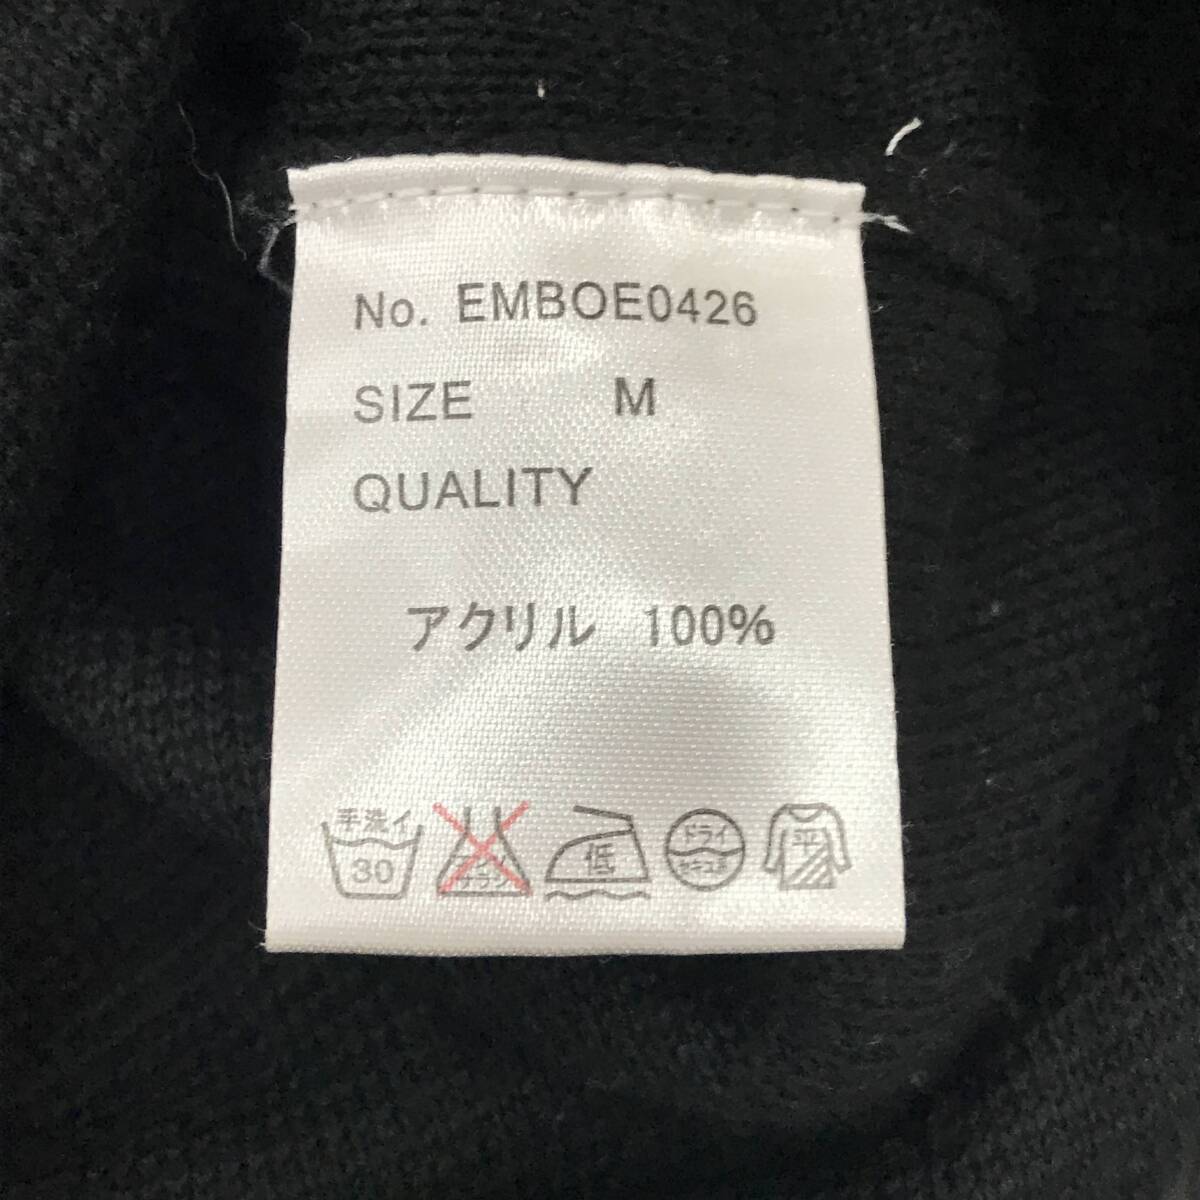 No. EMBOE0426
SIZE M
QUALITY
アクリル 100%
手洗イ
30
低
ドライ
平